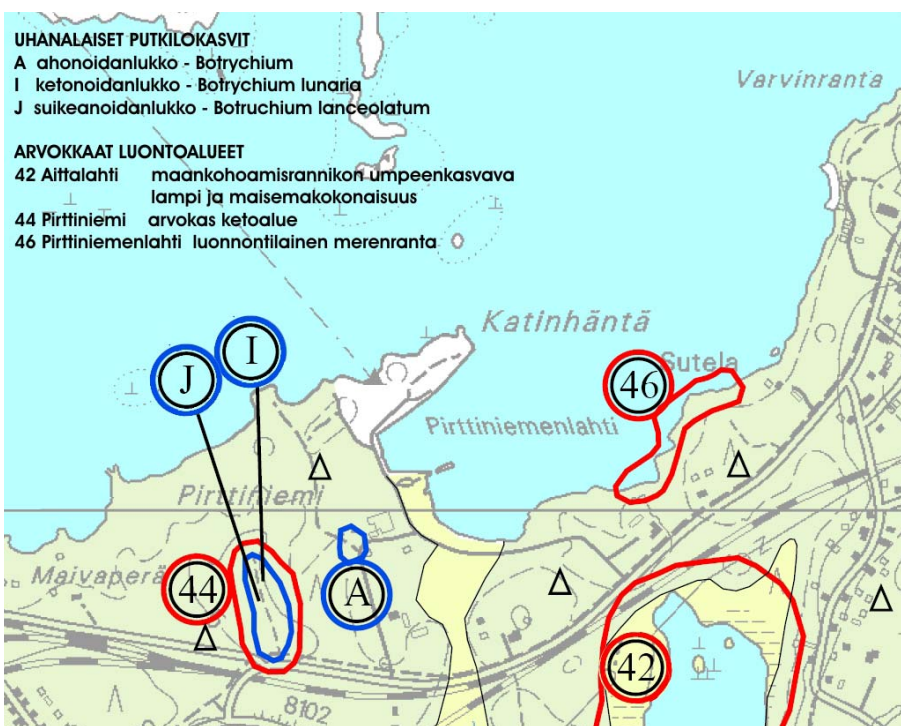 UHANALAISET PUTKILOKASVIT
A ahonoidanlukko - Botrychium
I ketonoidanlukko - Botrychium lunaria
J suikeanoidanlukko - Botruchium lanceolatum
ARVOKKAAT LUONTOALUEET
42 Aittalahti maankohoamisrannikon umpeenkasvava
lampi ja maisemakokonaisuus
44 Pirttiniemi arvokas ketoalue
46 Pirttiniemenlahti luonnontilainen merenranta
Varvinranta
Katinhäntä
J
I
46
Sutela
Pirttiniemenlahti
Pirttiniemi
Maivaperä
44
A
42
8102